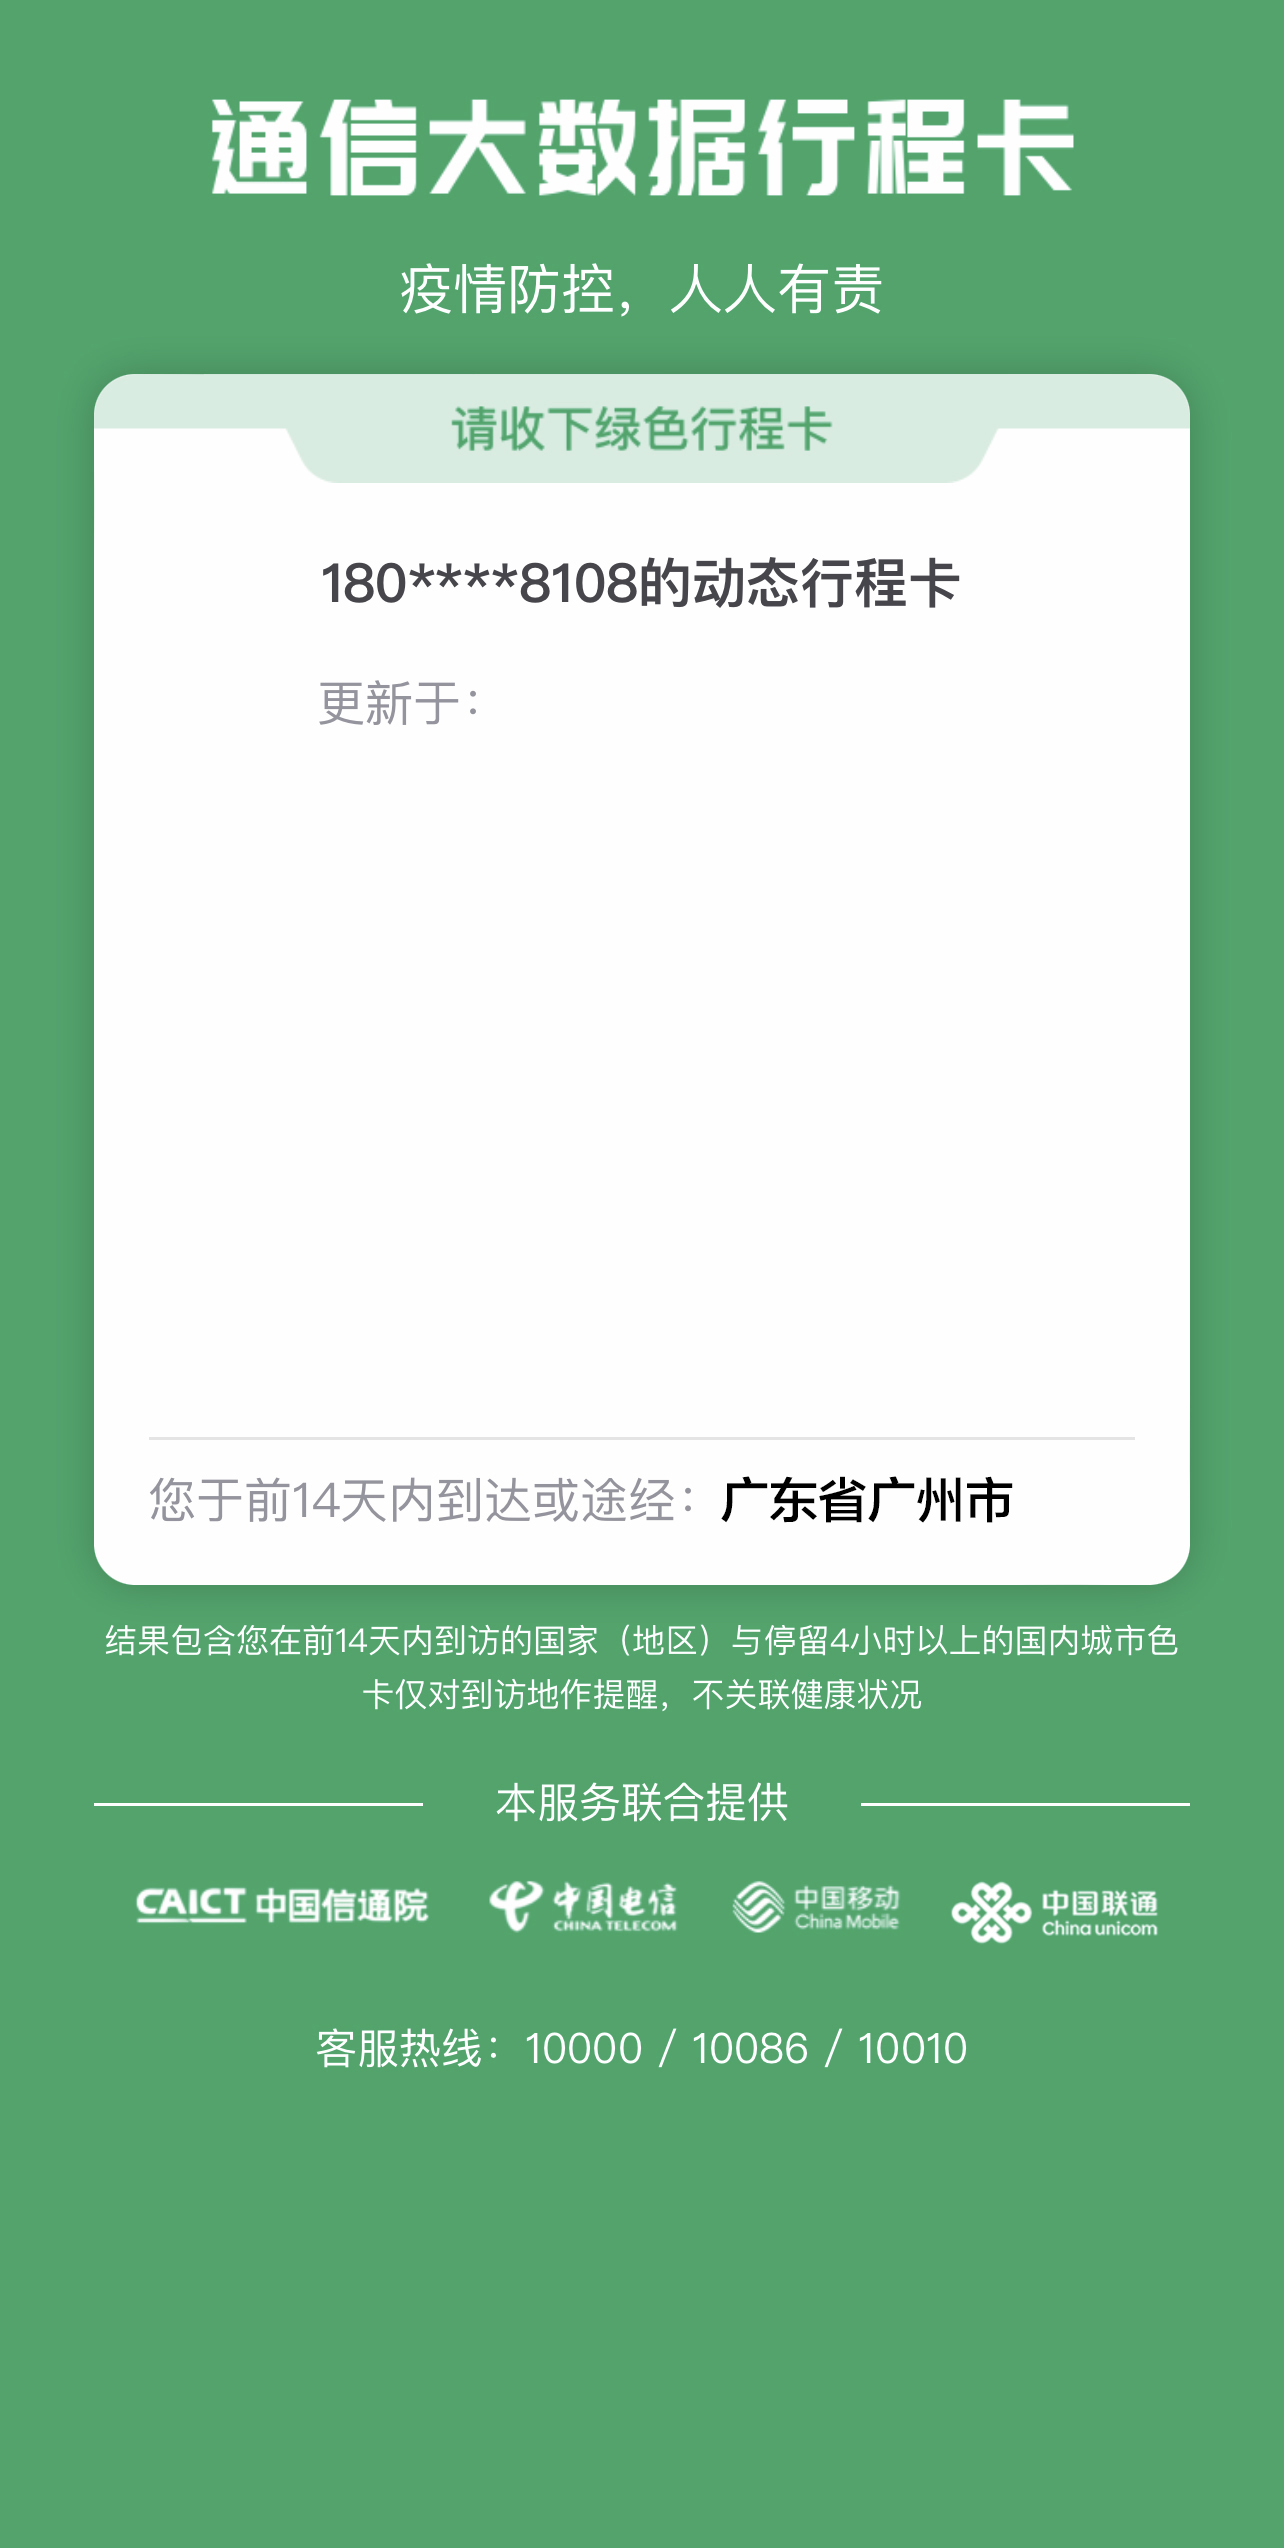 通信大数据行程卡
疫情防控，人人有责
请收下绿色行程卡
180****8108的动态行程卡
更新于：
您于前14天内到达或途经：广东省广州市
结果包含您在前14天内到访的国家（地区）与停留4小时以上的国内城市色
卡仅对到访地作提醒，不关联健康状况
本服务联合提供
CAICT 中国信通院 中国电信 CHINA TELECOM 中国移动 China Mobile 中国联通 China unicom
客服热线：10000 / 10086 / 10010